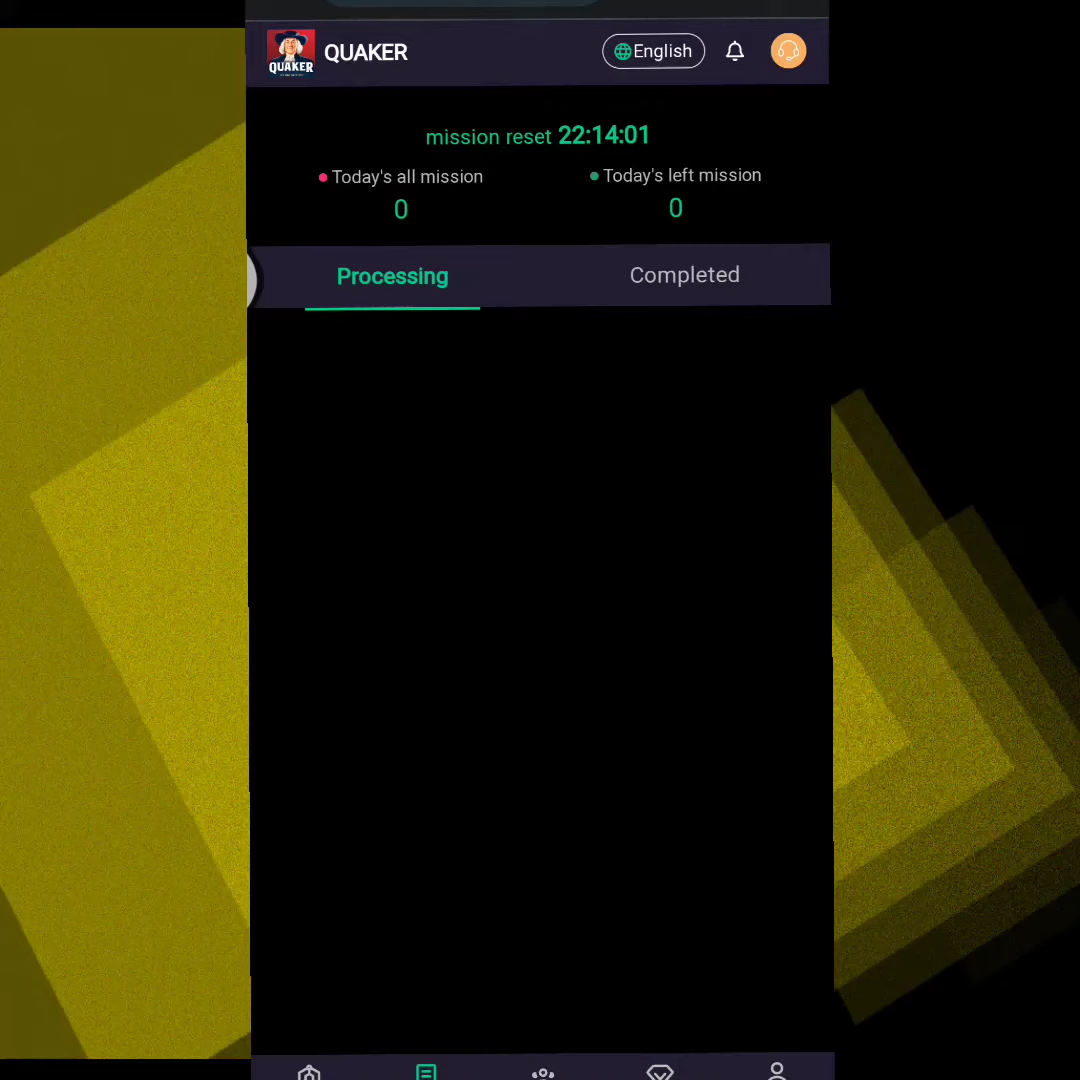 QUAKER
QUAKER
English
mission reset 22:14:01
Today's all mission
Today's left mission
0
0
Processing
Completed